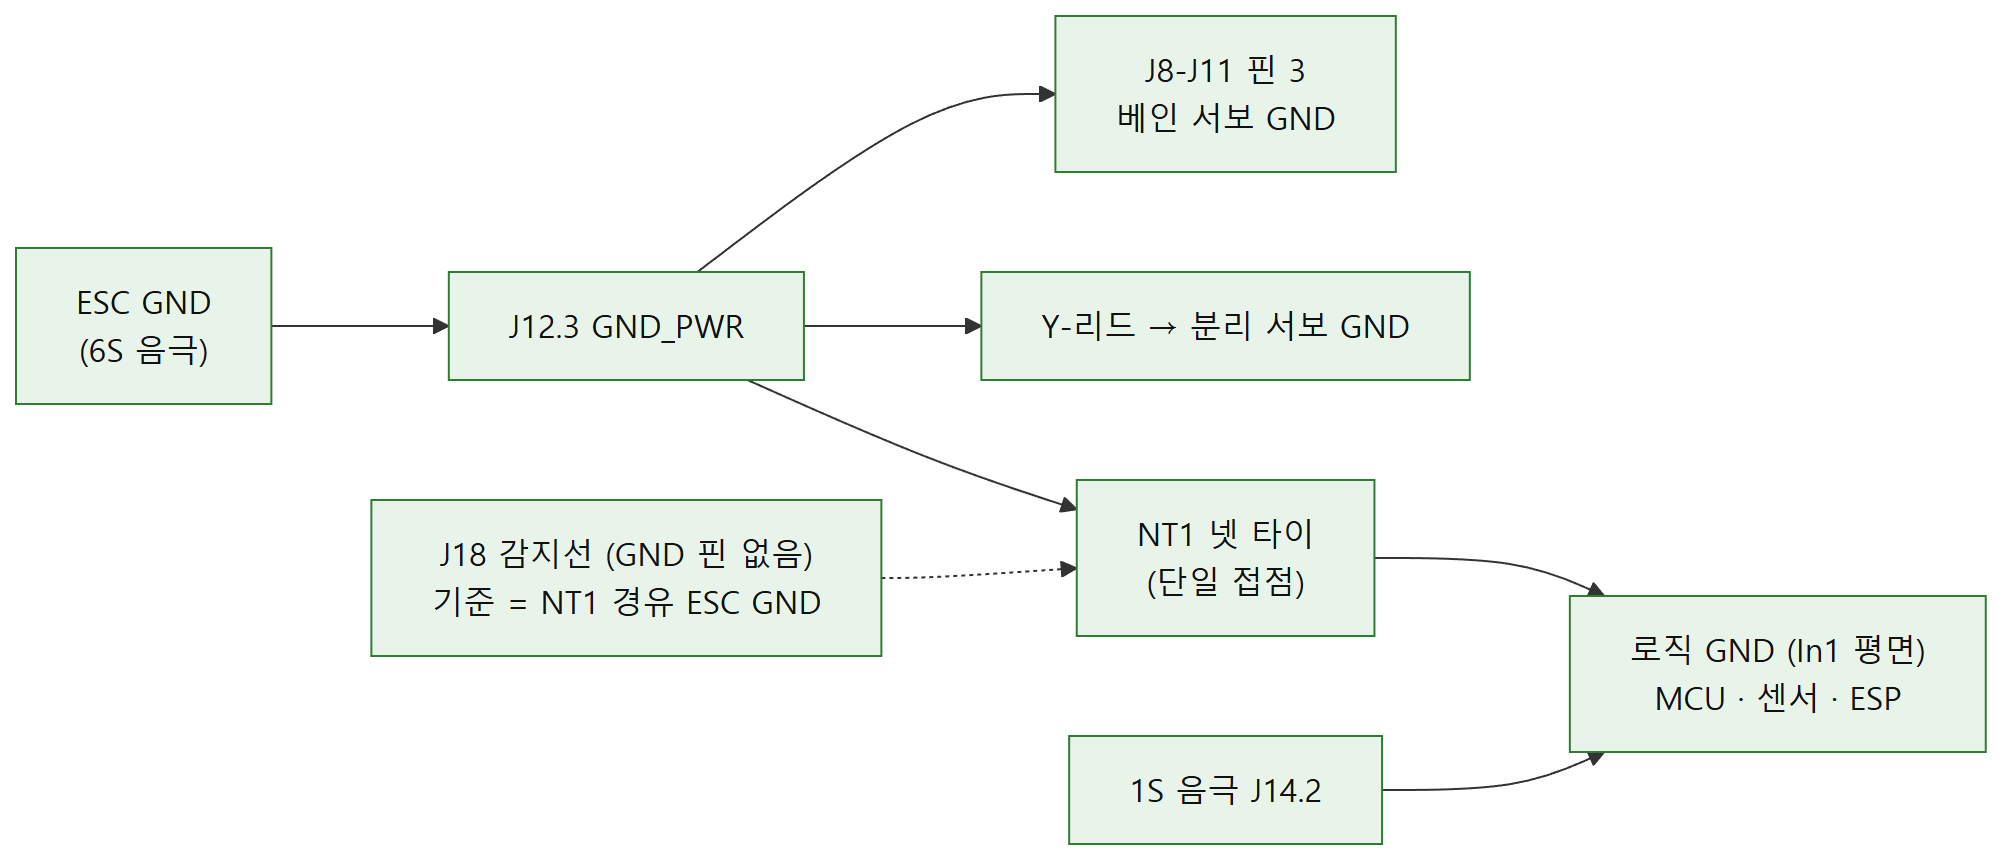 J8-J11 핀 3
베인 서보 GND
ESC GND
(6S 음극)
J12.3 GND_PWR
Y-리드 → 분리 서보 GND
J18 감지선 (GND 핀 없음)
기준 = NT1 경유 ESC GND
NT1 넷 타이
(단일 접점)
로직 GND (In1 평면)
MCU · 센서 · ESP
1S 음극 J14.2